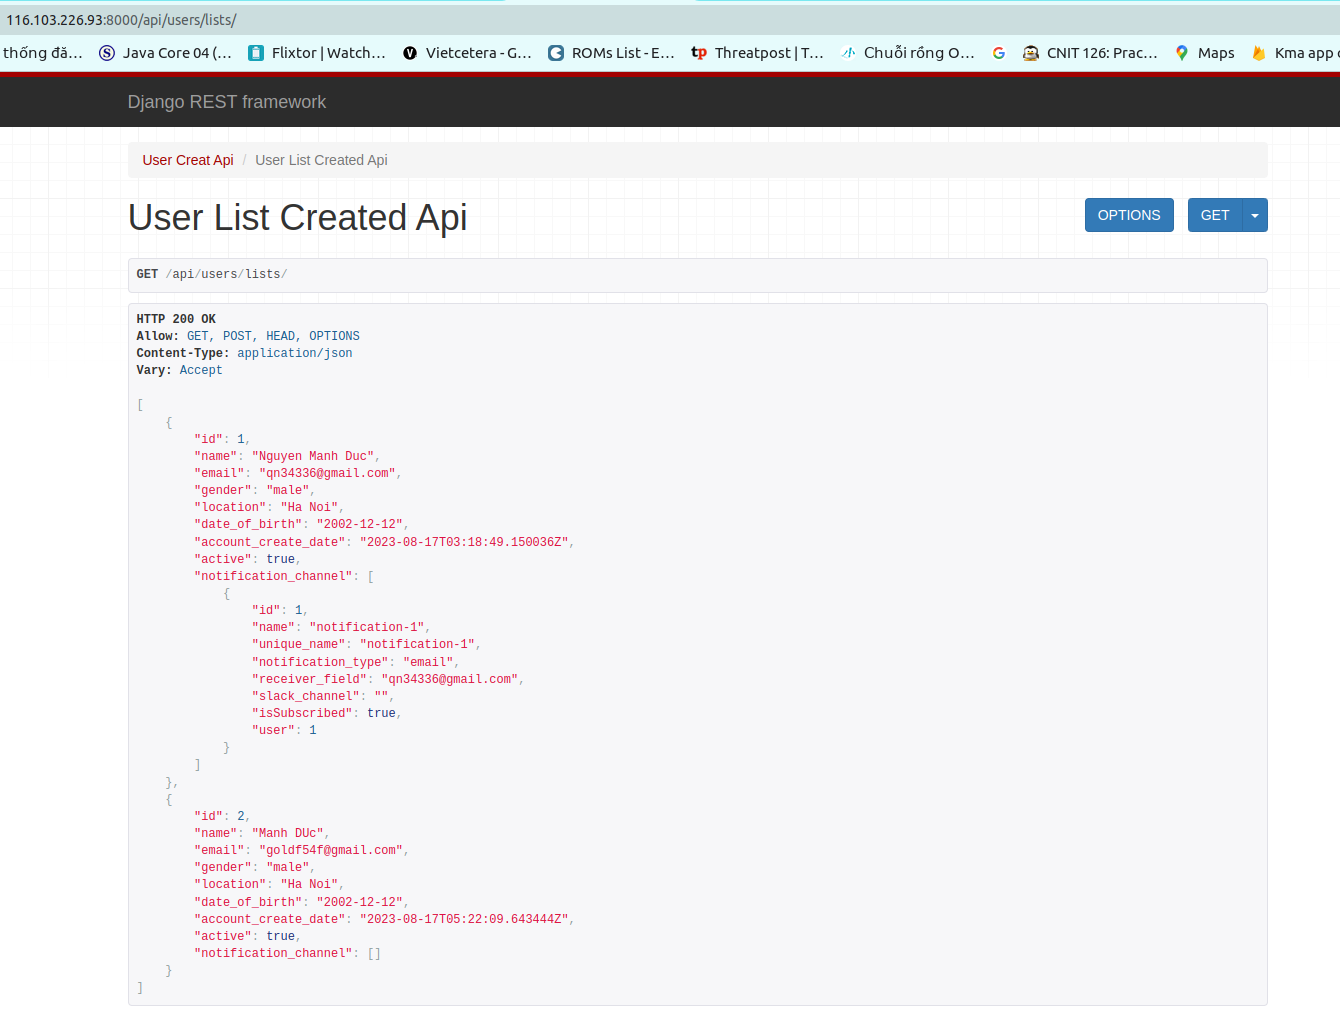 116.103.226.93:8000/api/users/lists/
thống đă... Java Core 04 (... Flixtor | Watch... Vietcetera - G... ROMs List - E... Threatpost | T... Chuỗi rồng O... CNIT 126: Prac... Maps Kma app
Django REST framework
User Creat Api / User List Created Api
User List Created Api OPTIONS GET
GET /api/users/lists/
HTTP 200 OK
Allow: GET, POST, HEAD, OPTIONS
Content-Type: application/json
Vary: Accept
[
{
"id": 1,
"name": "Nguyen Manh Duc",
"email": "qn34336@gmail.com",
"gender": "male",
"location": "Ha Noi",
"date_of_birth": "2002-12-12",
"account_create_date": "2023-08-17T03:18:49.150036Z",
"active": true,
"notification_channel": [
{
"id": 1,
"name": "notification-1",
"unique_name": "notification-1",
"notification_type": "email",
"receiver_field": "qn34336@gmail.com",
"slack_channel": "",
"isSubscribed": true,
"user": 1
}
]
},
{
"id": 2,
"name": "Manh DUc",
"email": "goldf54f@gmail.com",
"gender": "male",
"location": "Ha Noi",
"date_of_birth": "2002-12-12",
"account_create_date": "2023-08-17T05:22:09.643444Z",
"active": true,
"notification_channel": []
}
]